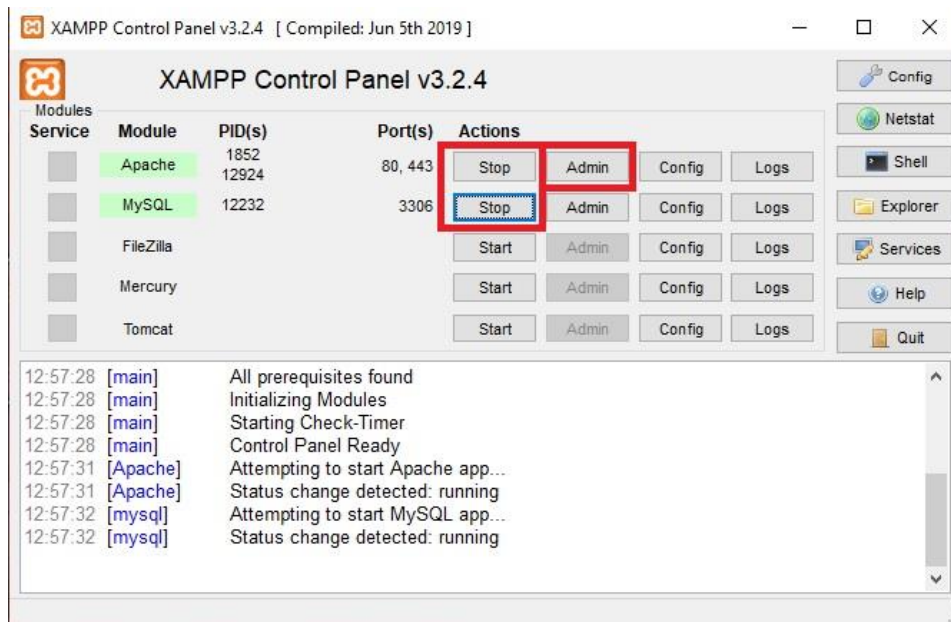 XAMPP Control Panel v3.2.4 [ Compiled: Jun 5th 2019 ]
XAMPP Control Panel v3.2.4
Config
Modules
Service Module PID(s) Port(s) Actions
Netstat
Apache 1852 12924 80, 443 Stop Admin Config Logs
Shell
MySQL 12232 3306 Stop Admin Config Logs
Explorer
FileZilla Start Admin Config Logs
Services
Mercury Start Admin Config Logs
Help
Tomcat Start Admin Config Logs
Quit
12:57:28 [main] All prerequisites found
12:57:28 [main] Initializing Modules
12:57:28 [main] Starting Check-Timer
12:57:28 [main] Control Panel Ready
12:57:31 [Apache] Attempting to start Apache app...
12:57:31 [Apache] Status change detected: running
12:57:32 [mysql] Attempting to start MySQL app...
12:57:32 [mysql] Status change detected: running